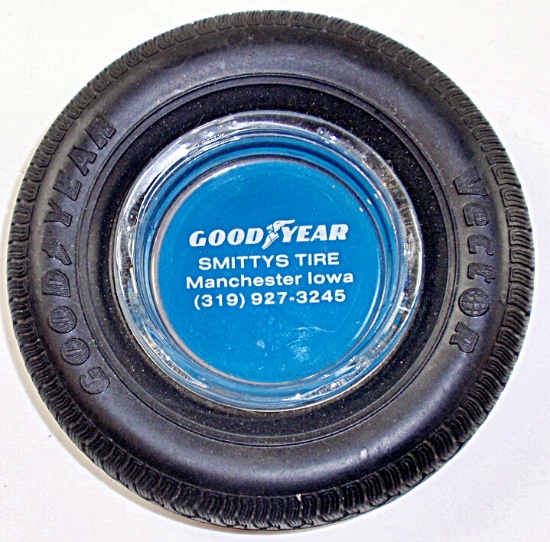 GOODYEAR
SMITTYS TIRE
Manchester Iowa
(319) 927-3245
GOODYEAR
VECTOR